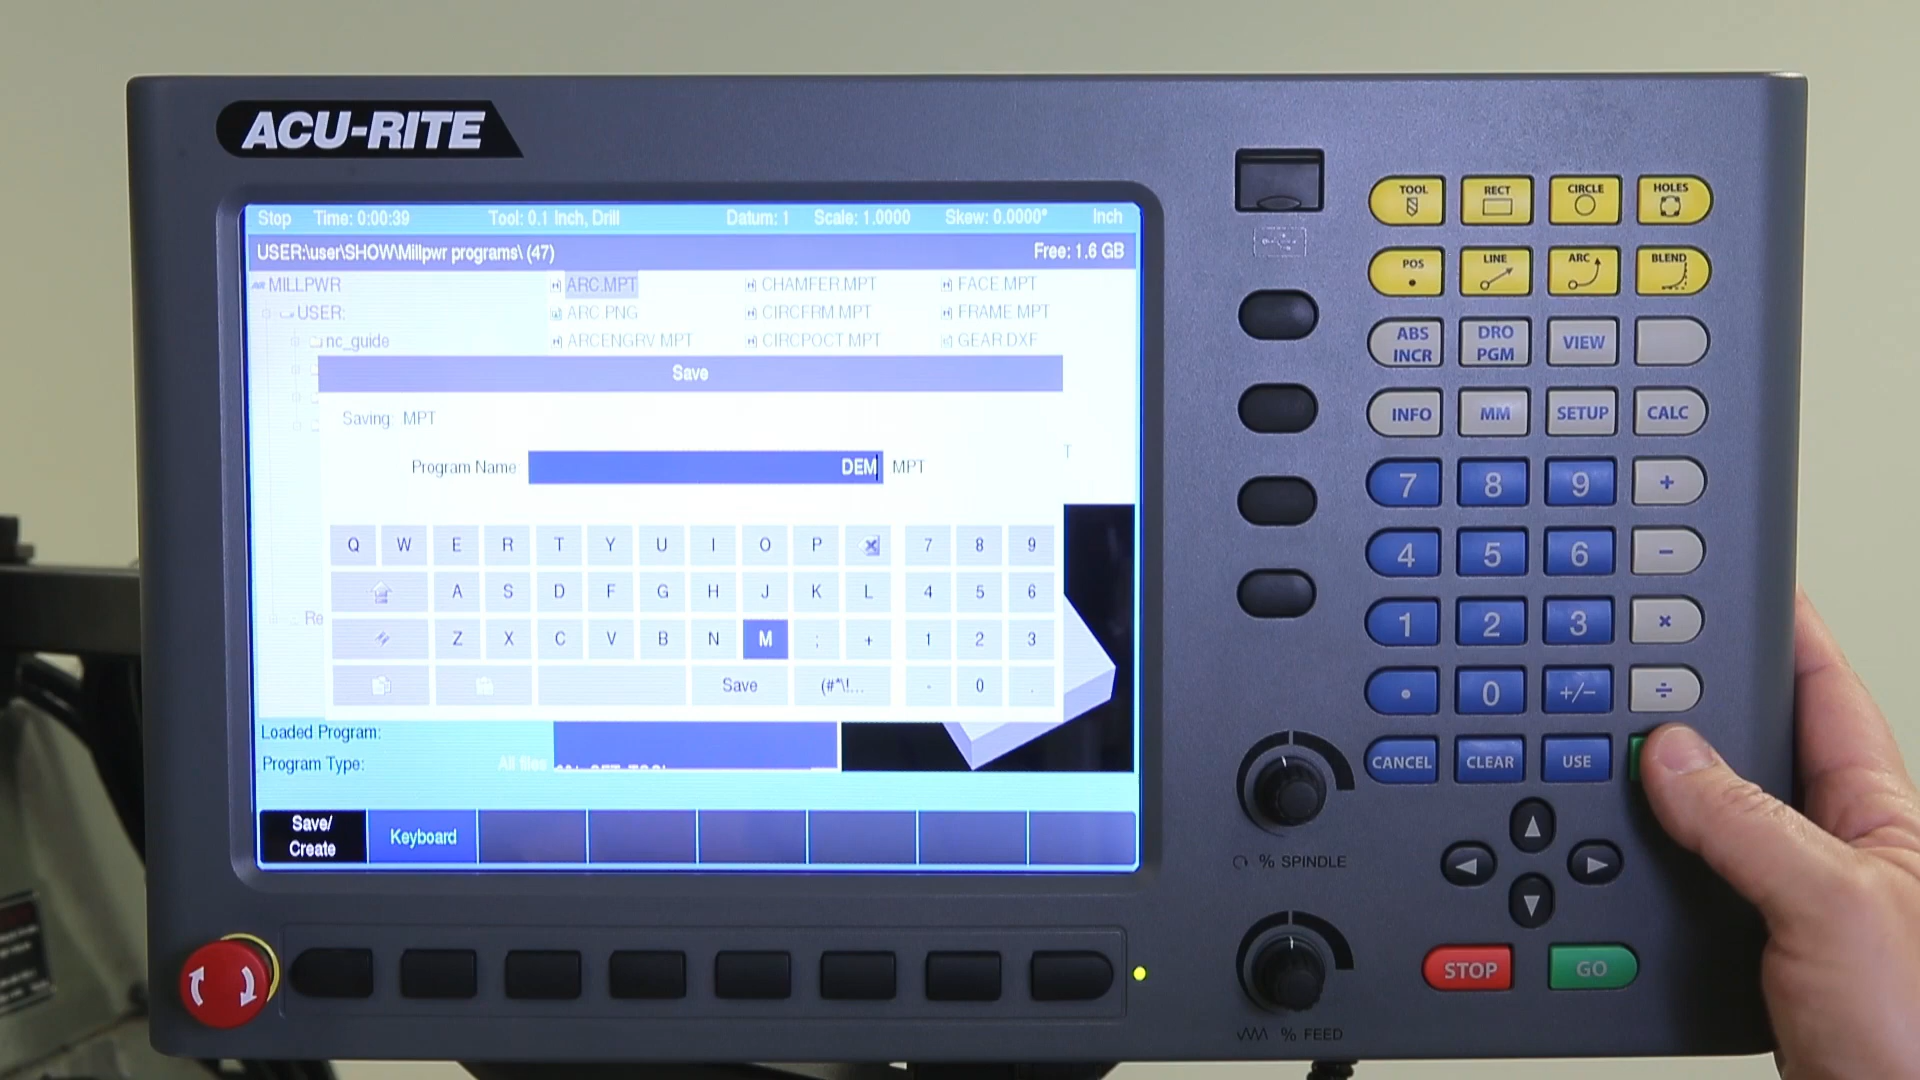 ACU-RITE
Stop Time: 0:00:39 Tool: 0.1 Inch, Drill Datum: 1 Scale: 1.0000 Skew: 0.0000° Inch
USER:\user\SHOW\Millpwr programs\ (47) Free: 1.6 GB
MILLPWR ARC.MPT CHAMFER.MPT FACE.MPT
USER: ARC.PNG CIRCFRM.MPT FRAME.MPT
nc_guide ARCENGRV.MPT CIRCPOCT.MPT GEAR.DXF
Save
Saving: MPT
T
Program Name DEM MPT
Q W E R T Y U I O P 7 8 9
A S D F G H J K L 4 5 6
Re
Z X C V B N M ; + 1 2 3
Save (#*\!... - 0 .
Loaded Program:
Program Type: All files
Save/
Create
Keyboard
TOOL RECT CIRCLE HOLES
POS LINE ARC BLEND
ABS
INCR
DRO
PGM
VIEW
INFO MM SETUP CALC
7 8 9 +
4 5 6 −
1 2 3 ×
• 0 +/− ÷
CANCEL CLEAR USE
% SPINDLE
STOP GO
% FEED